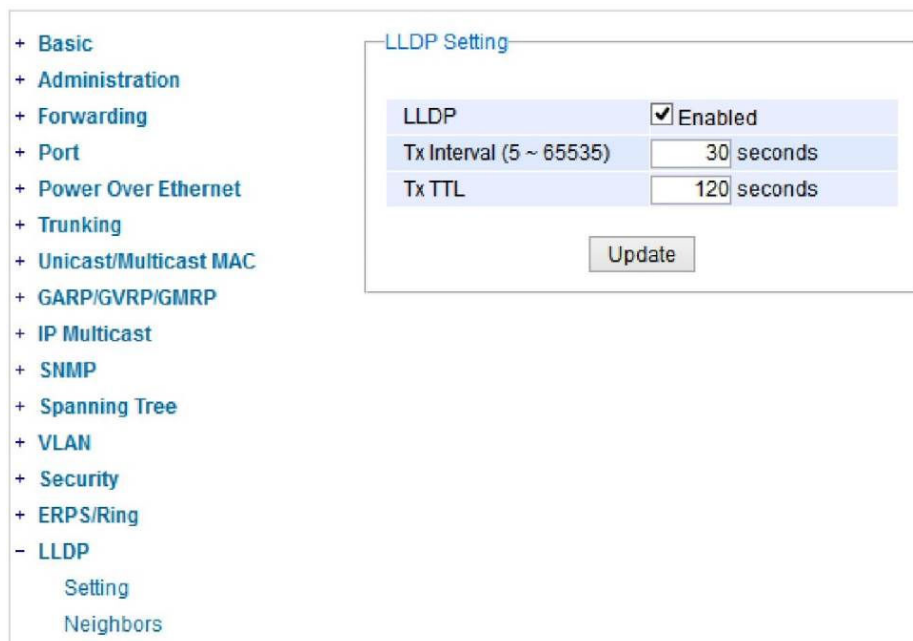 + Basic
+ Administration
+ Forwarding
+ Port
+ Power Over Ethernet
+ Trunking
+ Unicast/Multicast MAC
+ GARP/GVRP/GMRP
+ IP Multicast
+ SNMP
+ Spanning Tree
+ VLAN
+ Security
+ ERPS/Ring
− LLDP
Setting
Neighbors
LLDP Setting
LLDP Enabled
Tx Interval (5 ~ 65535) 30 seconds
Tx TTL 120 seconds
Update